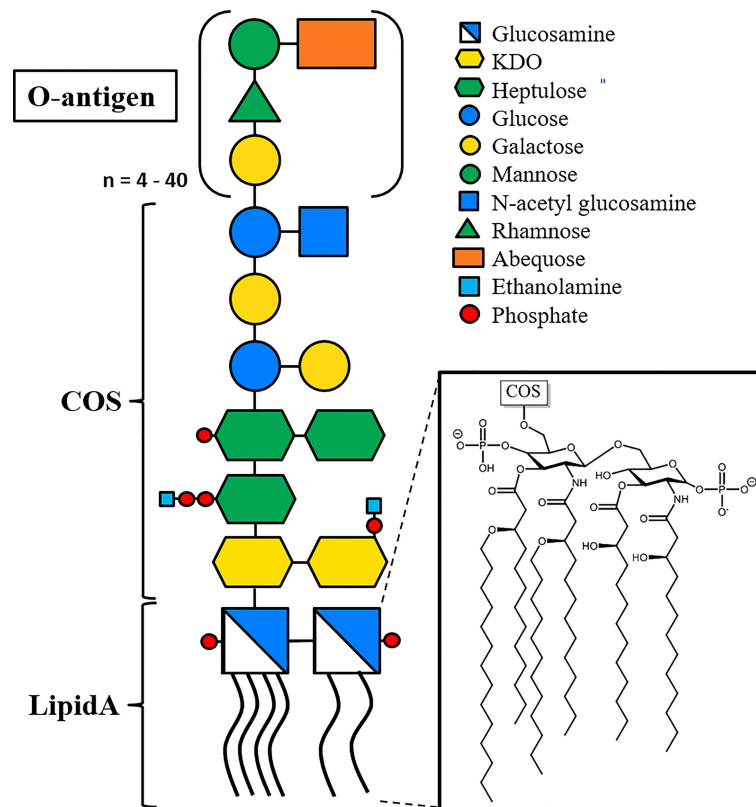 O-antigen
n = 4 - 40
COS
LipidA
Glucosamine
KDO
Heptulose "
Glucose
Galactose
Mannose
N-acetyl glucosamine
Rhamnose
Abequose
Ethanolamine
Phosphate
COS
O
O
⊖O P O
OH
O
O
O
O
HO
O
O
NH
O
O
NH
O P O⊖
O
O-
O
O
O
O
O
O
HO
HO